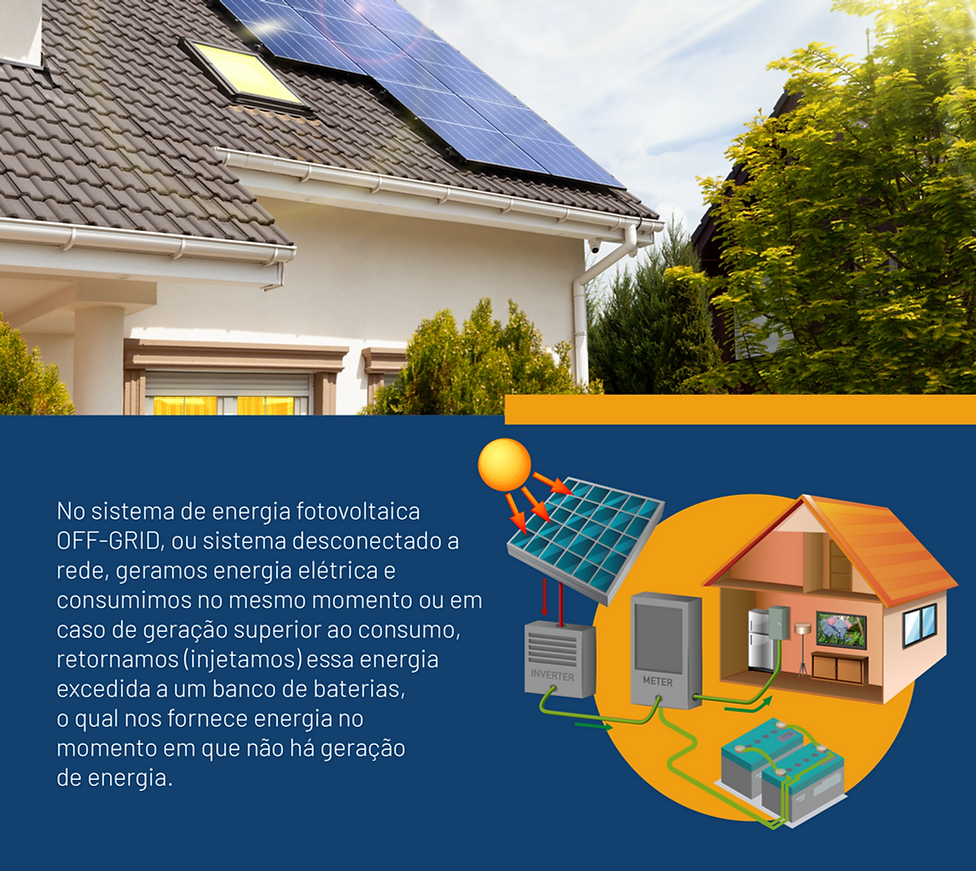 No sistema de energia fotovoltaica
OFF-GRID, ou sistema desconectado a
rede, geramos energia elétrica e
consumimos no mesmo momento ou em
caso de geração superior ao consumo,
retornamos (injetamos) essa energia
excedida a um banco de baterias,
o qual nos fornece energia no
momento em que não há geração
de energia.
INVERTER
METER